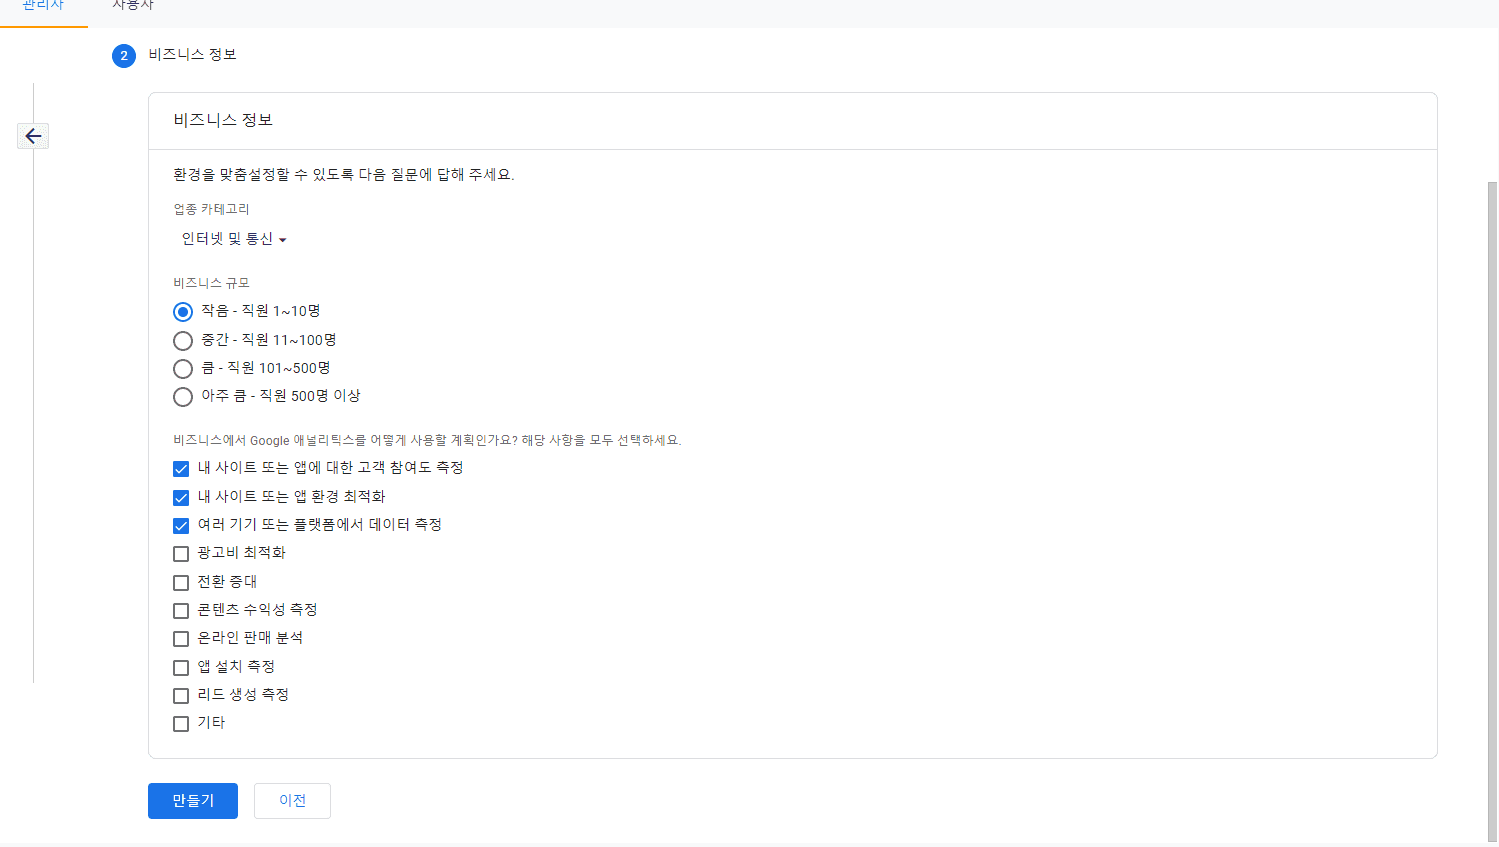 관리자 사용자
2 비즈니스 정보
비즈니스 정보
환경을 맞춤설정할 수 있도록 다음 질문에 답해 주세요.
업종 카테고리
인터넷 및 통신
비즈니스 규모
작음 - 직원 1~10명
중간 - 직원 11~100명
큼 - 직원 101~500명
아주 큼 - 직원 500명 이상
비즈니스에서 Google 애널리틱스를 어떻게 사용할 계획인가요? 해당 사항을 모두 선택하세요.
내 사이트 또는 앱에 대한 고객 참여도 측정
내 사이트 또는 앱 환경 최적화
여러 기기 또는 플랫폼에서 데이터 측정
광고비 최적화
전환 증대
콘텐츠 수익성 측정
온라인 판매 분석
앱 설치 측정
리드 생성 측정
기타
만들기 이전